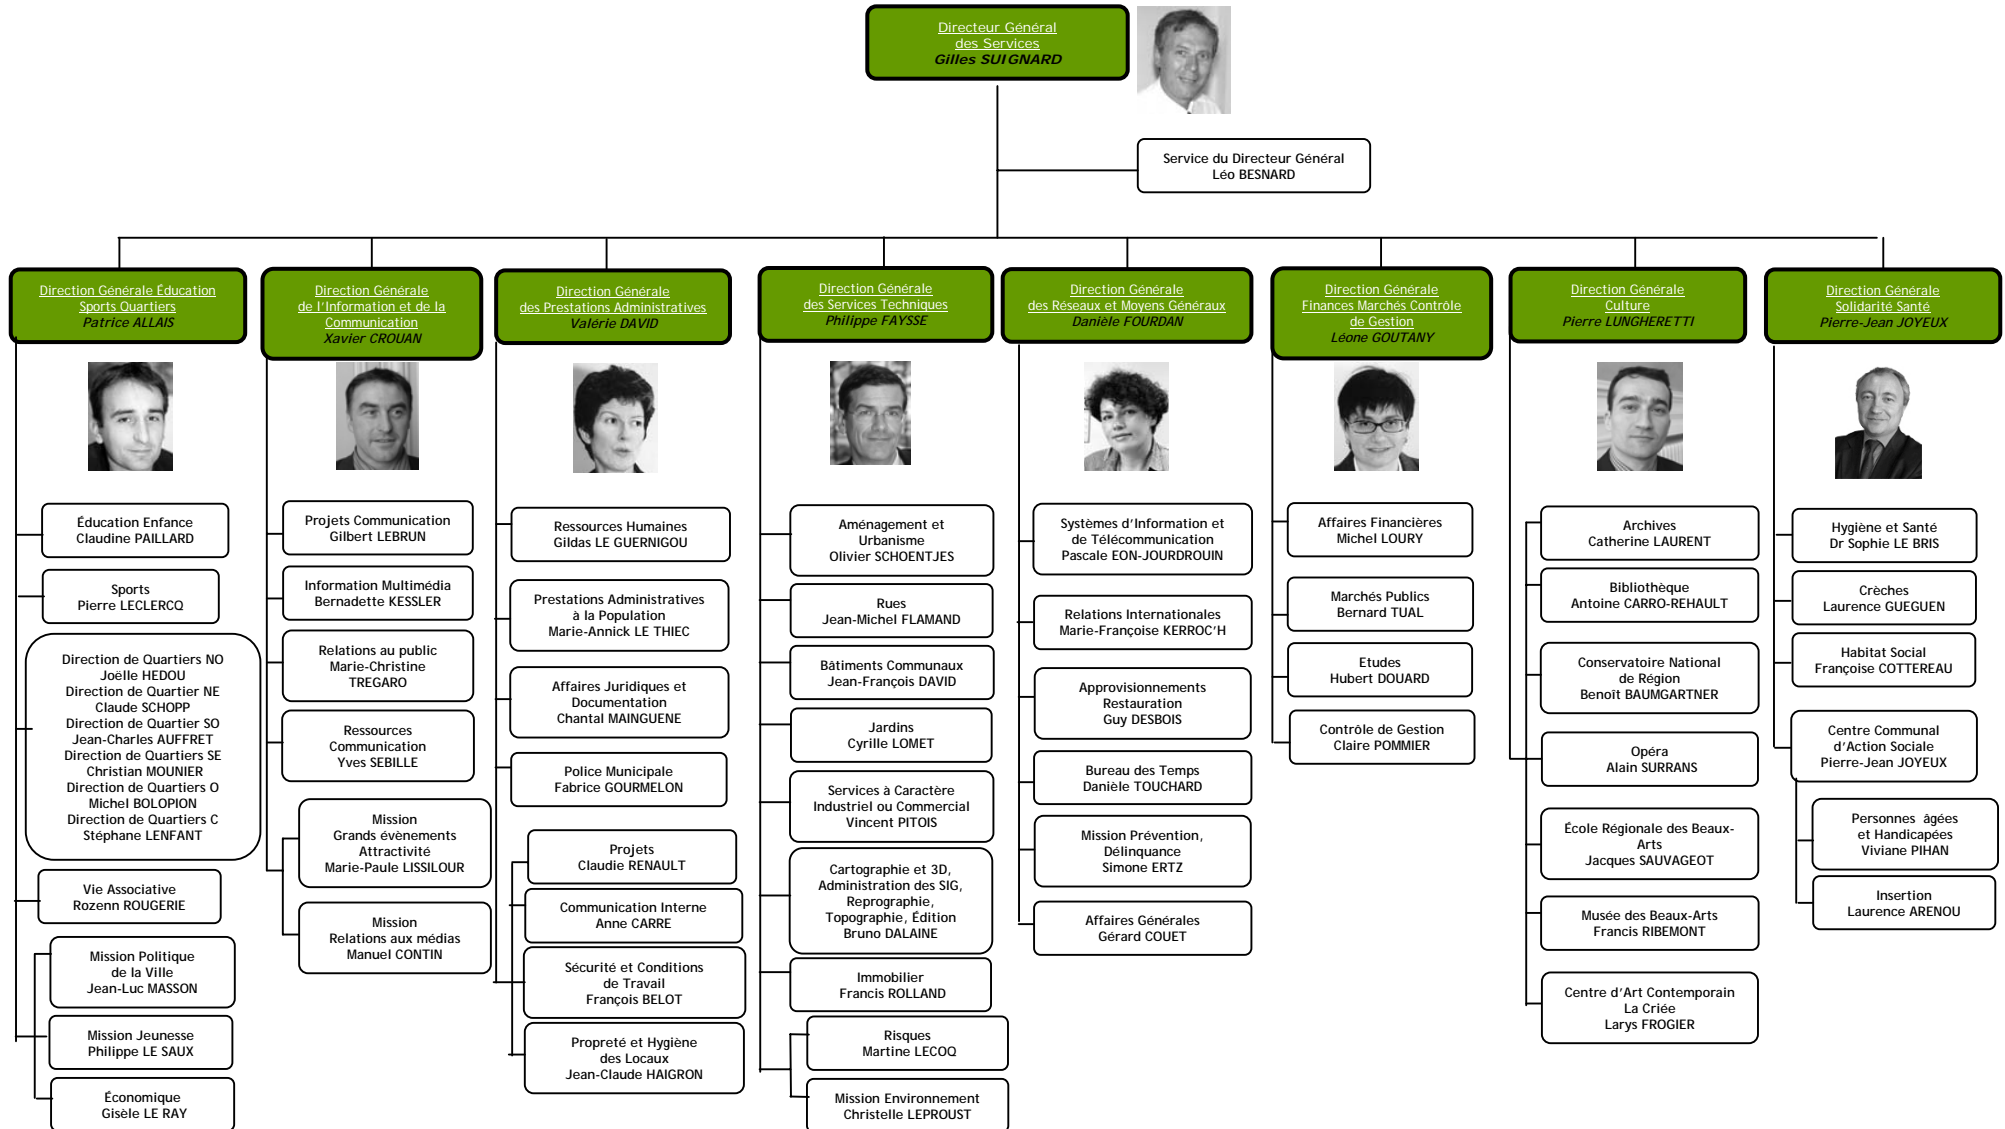 Directeur Général
des Services
Gilles SUIGNARD
Service du Directeur Général
Léo BESNARD
Direction Générale Éducation
Sports Quartiers
Patrice ALLAIS
Direction Générale
de l'Information et de la
Communication
Xavier CROUAN
Direction Générale
des Prestations Administratives
Valérie DAVID
Direction Générale
des Services Techniques
Philippe FAYSSE
Direction Générale
des Réseaux et Moyens Généraux
Danièle FOURDAN
Direction Générale
Finances Marchés Contrôle
de Gestion
Léone GOUTANY
Direction Générale
Culture
Pierre LUNGHERETTI
Direction Générale
Solidarité Santé
Pierre-Jean JOYEUX
Éducation Enfance
Claudine PAILLARD
Sports
Pierre LECLERCQ
Direction de Quartiers NO
Joëlle HEDOU
Direction de Quartier NE
Claude SCHOPP
Direction de Quartier SO
Jean-Charles AUFFRET
Direction de Quartiers SE
Christian MOUNIER
Direction de Quartiers O
Michel BOLOPION
Direction de Quartiers C
Stéphane LENFANT
Vie Associative
Rozenn ROUGERIE
Mission Politique
de la Ville
Jean-Luc MASSON
Mission Jeunesse
Philippe LE SAUX
Économique
Gisèle LE RAY
Projets Communication
Gilbert LEBRUN
Information Multimédia
Bernadette KESSLER
Relations au public
Marie-Christine
TREGARO
Ressources
Communication
Yves SEBILLE
Mission
Grands évènements
Attractivité
Marie-Paule LISSILOUR
Mission
Relations aux médias
Manuel CONTIN
Ressources Humaines
Gildas LE GUERNIGOU
Prestations Administratives
à la Population
Marie-Annick LE THIEC
Affaires Juridiques et
Documentation
Chantal MAINGUENE
Police Municipale
Fabrice GOURMELON
Projets
Claudie RENAULT
Communication Interne
Anne CARRE
Sécurité et Conditions
de Travail
François BELOT
Propreté et Hygiène
des Locaux
Jean-Claude HAIGRON
Aménagement et
Urbanisme
Olivier SCHOENTJES
Rues
Jean-Michel FLAMAND
Bâtiments Communaux
Jean-François DAVID
Jardins
Cyrille LOMET
Services à Caractère
Industriel ou Commercial
Vincent PITOIS
Cartographie et 3D,
Administration des SIG,
Reprographie,
Topographie, Édition
Bruno DALAINE
Immobilier
Francis ROLLAND
Risques
Martine LECOQ
Mission Environnement
Christelle LEPROUST
Systèmes d'Information et
de Télécommunication
Pascale EON-JOURDROUIN
Relations Internationales
Marie-Françoise KERROC'H
Approvisionnements
Restauration
Guy DESBOIS
Bureau des Temps
Danièle TOUCHARD
Mission Prévention,
Délinquance
Simone ERTZ
Affaires Générales
Gérard COUET
Affaires Financières
Michel LOURY
Marchés Publics
Bernard TUAL
Etudes
Hubert DOUARD
Contrôle de Gestion
Claire POMMIER
Archives
Catherine LAURENT
Bibliothèque
Antoine CARRO-REHAULT
Conservatoire National
de Région
Benoît BAUMGARTNER
Opéra
Alain SURRANS
École Régionale des Beaux-
Arts
Jacques SAUVAGEOT
Musée des Beaux-Arts
Francis RIBEMONT
Centre d'Art Contemporain
La Criée
Larys FROGIER
Hygiène et Santé
Dr Sophie LE BRIS
Crèches
Laurence GUEGUEN
Habitat Social
Françoise COTTEREAU
Centre Communal
d'Action Sociale
Pierre-Jean JOYEUX
Personnes âgées
et Handicapées
Viviane PIHAN
Insertion
Laurence ARENOU